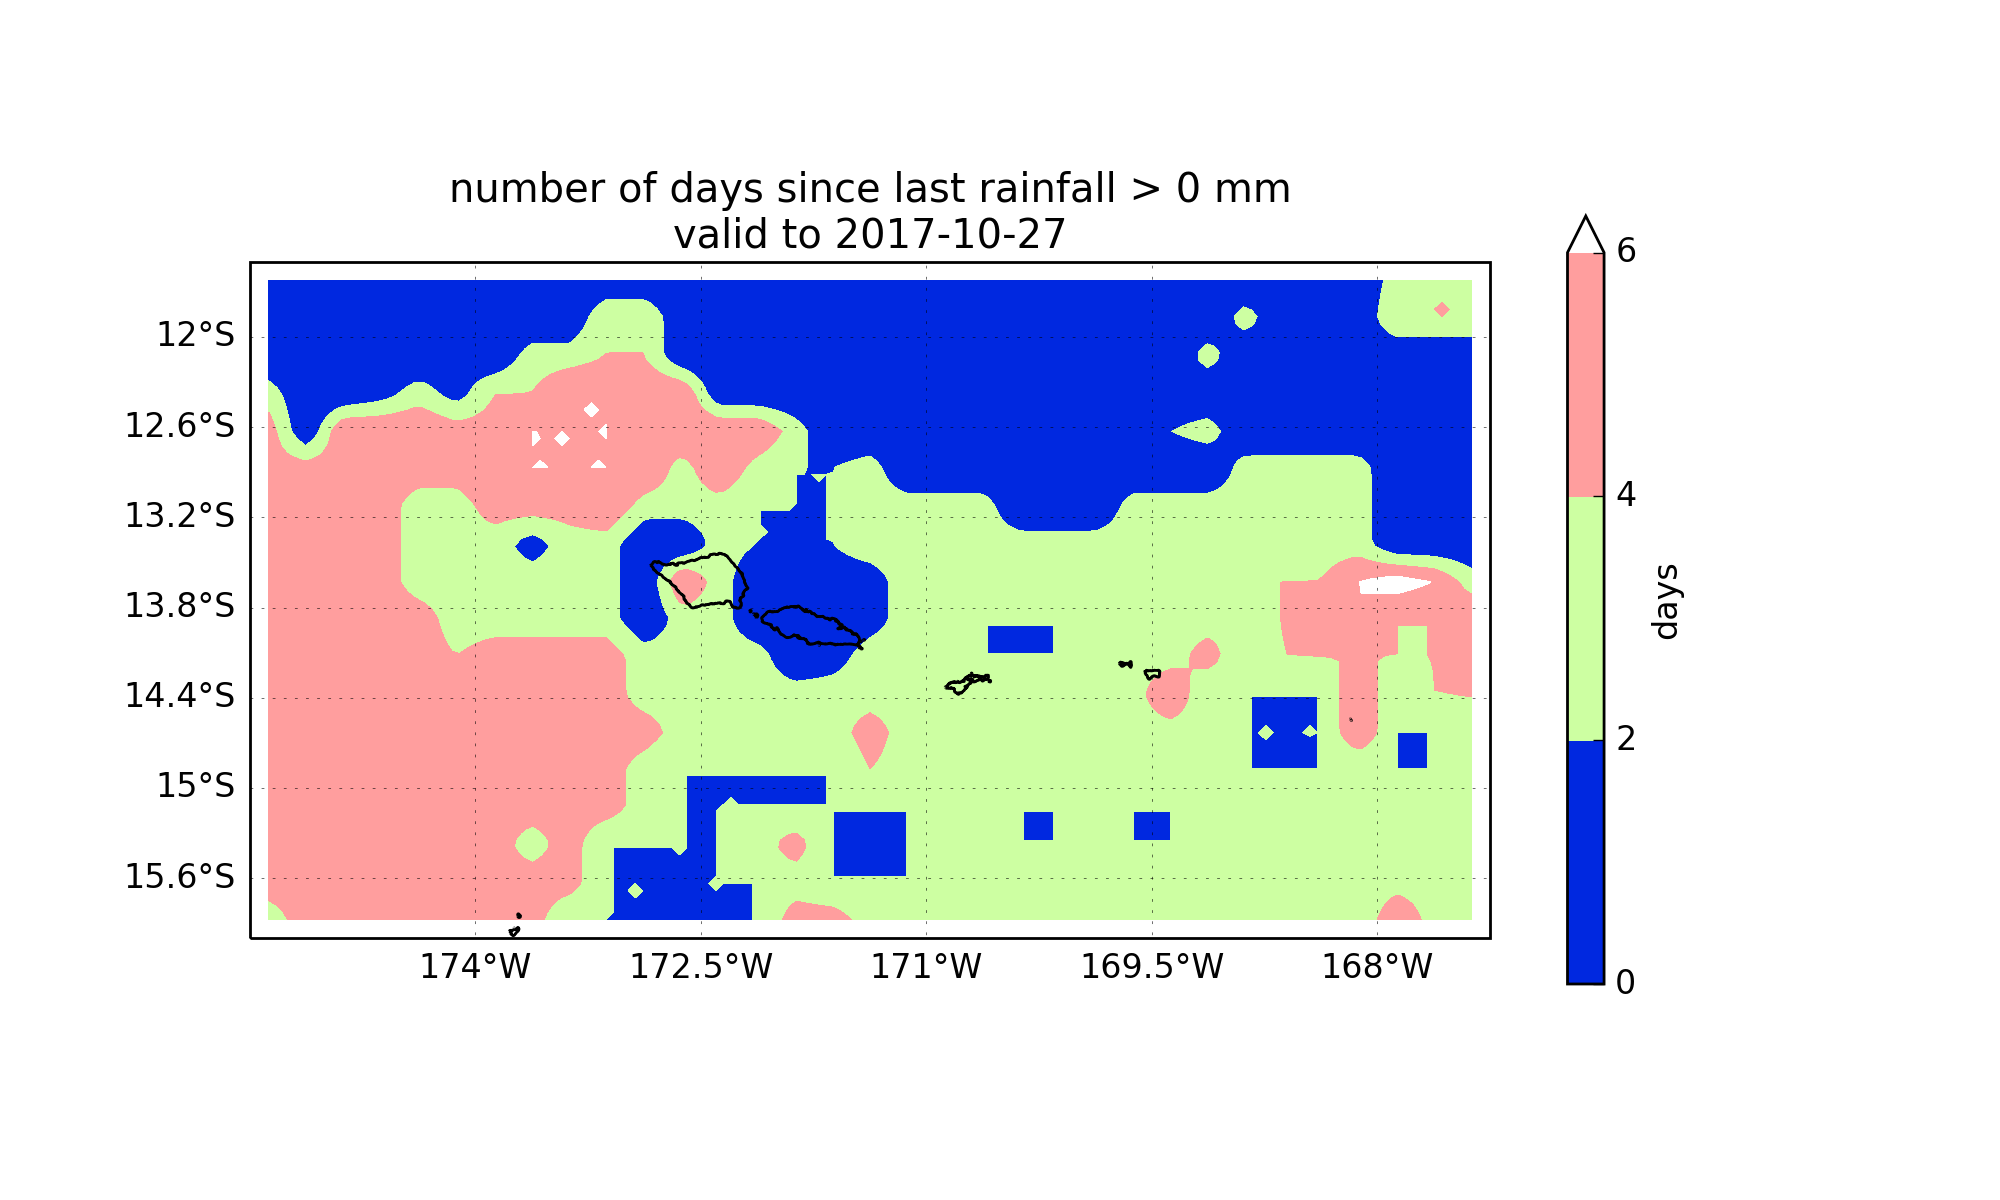 number of days since last rainfall > 0 mm
valid to 2017-10-27
12°S
12.6°S
13.2°S
13.8°S
14.4°S
15°S
15.6°S
174°W
172.5°W
171°W
169.5°W
168°W
6
4
2
0
days